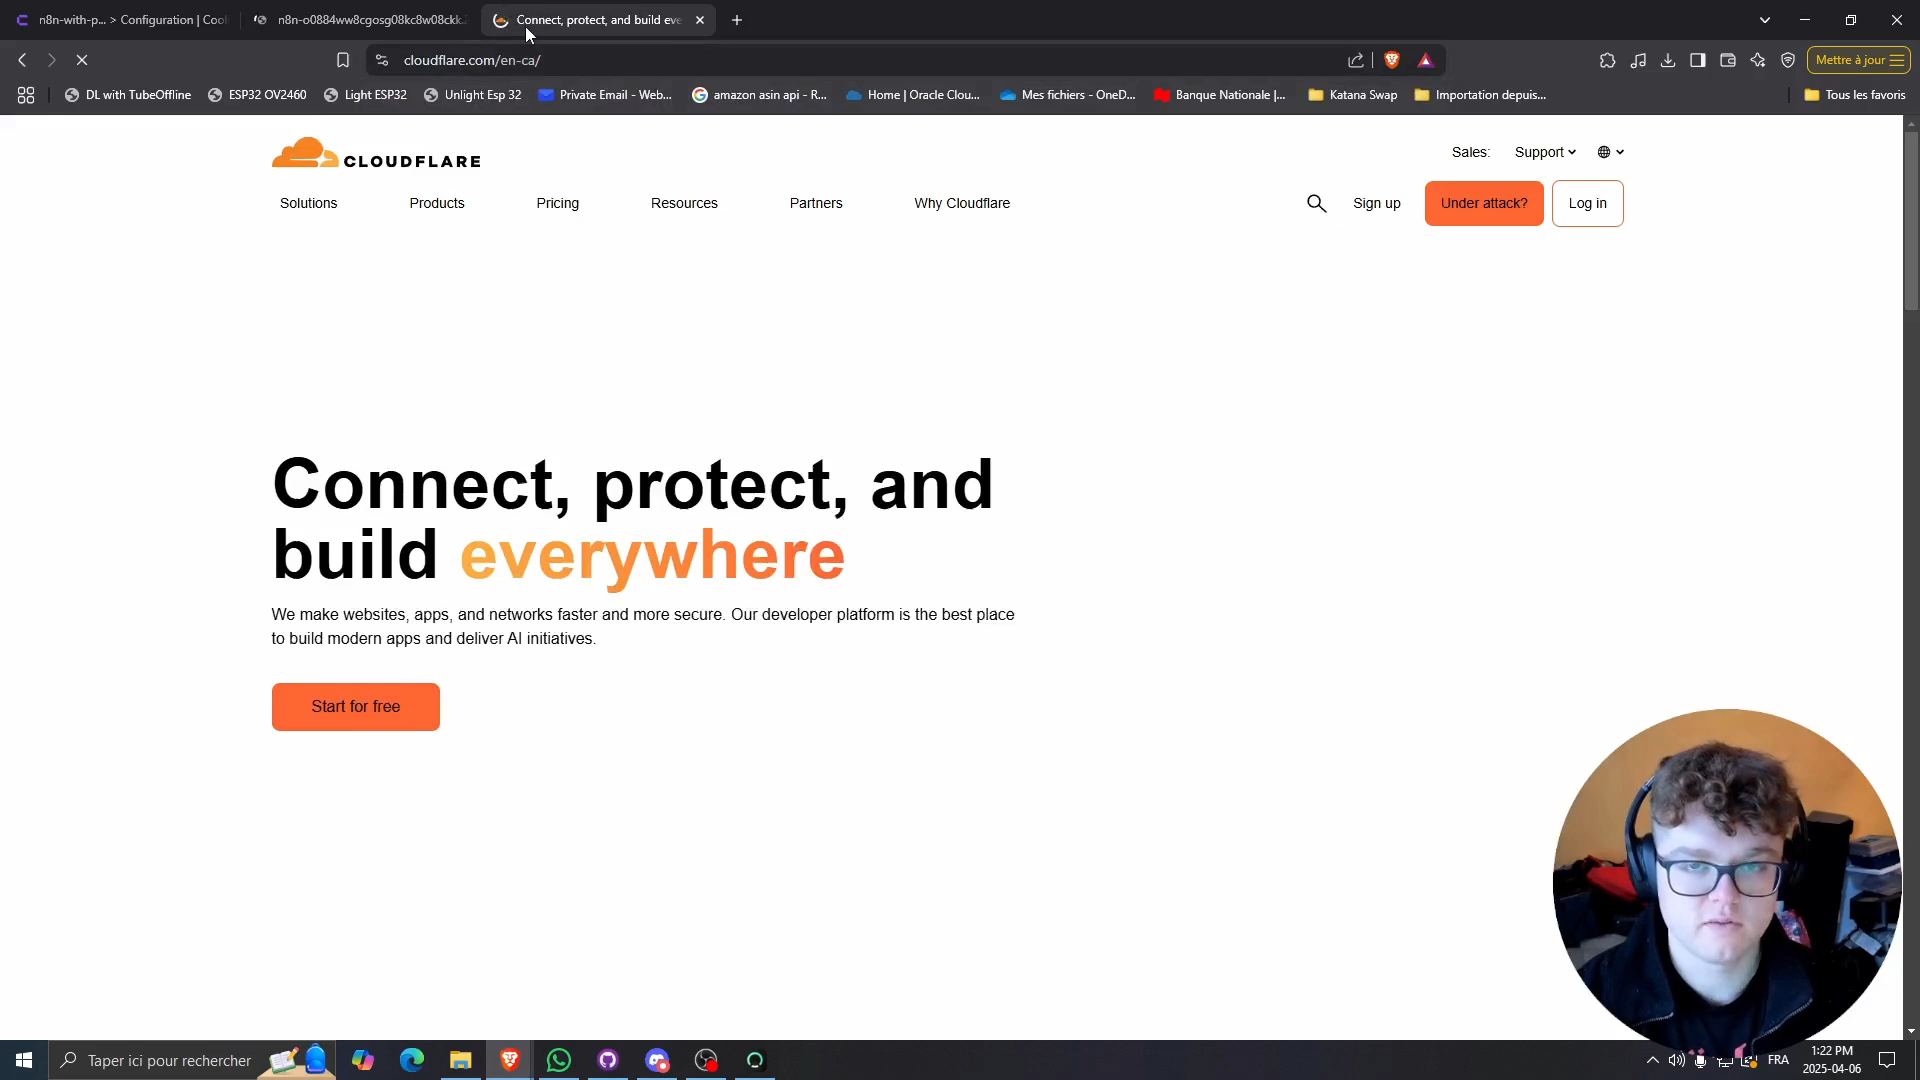 n8n-with-p... > Configuration | Cool
n8n-o0884ww8cgosg08kc8w08ckk.
Connect, protect, and build eve
cloudflare.com/en-ca/
Mettre à jour
DL with TubeOffline
ESP32 OV2460
Light ESP32
Unlight Esp 32
Private Email - Web...
amazon asin api - R...
Home | Oracle Clou...
Mes fichiers - OneD...
Banque Nationale |...
Katana Swap
Importation depuis...
Tous les favoris
CLOUDFLARE
Sales:
Support
Solutions
Products
Pricing
Resources
Partners
Why Cloudflare
Sign up
Under attack?
Log in
Connect, protect, and
build everywhere
We make websites, apps, and networks faster and more secure. Our developer platform is the best place
to build modern apps and deliver AI initiatives.
Start for free
Taper ici pour rechercher
FRA
1:22 PM
2025-04-06